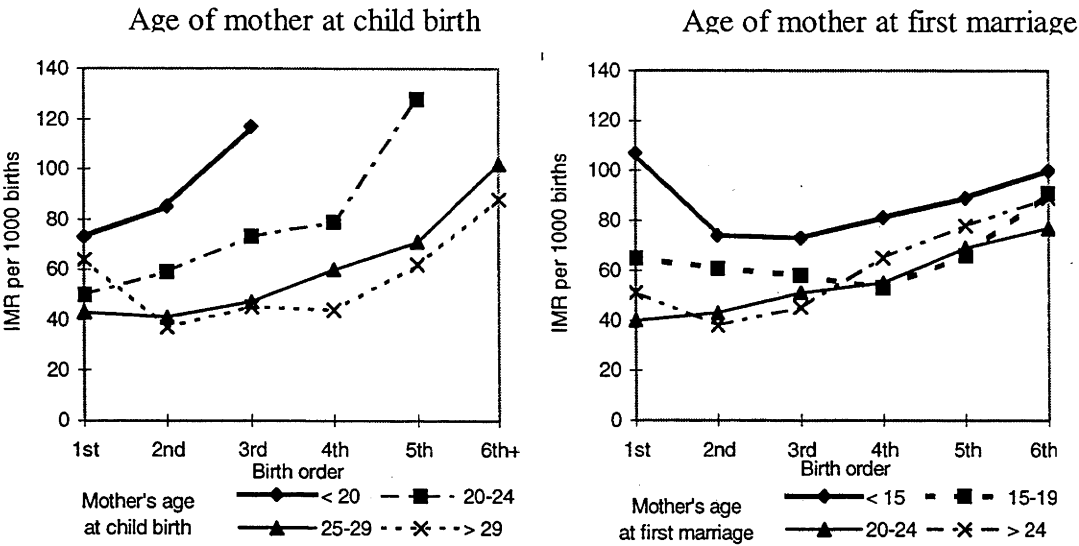 Age of mother at child birth
140
120
100
80
60
40
20
0
IMR per 1000 births
1st 2nd 3rd 4th 5th 6th+
Birth order
Mother's age
at child birth
< 20 20-24
25-29 > 29
Age of mother at first marriage
140
120
100
80
60
40
20
0
IMR per 1000 births
1st 2nd 3rd 4th 5th 6th
Birth order
Mother's age
at first marriage
< 15 15-19
20-24 > 24